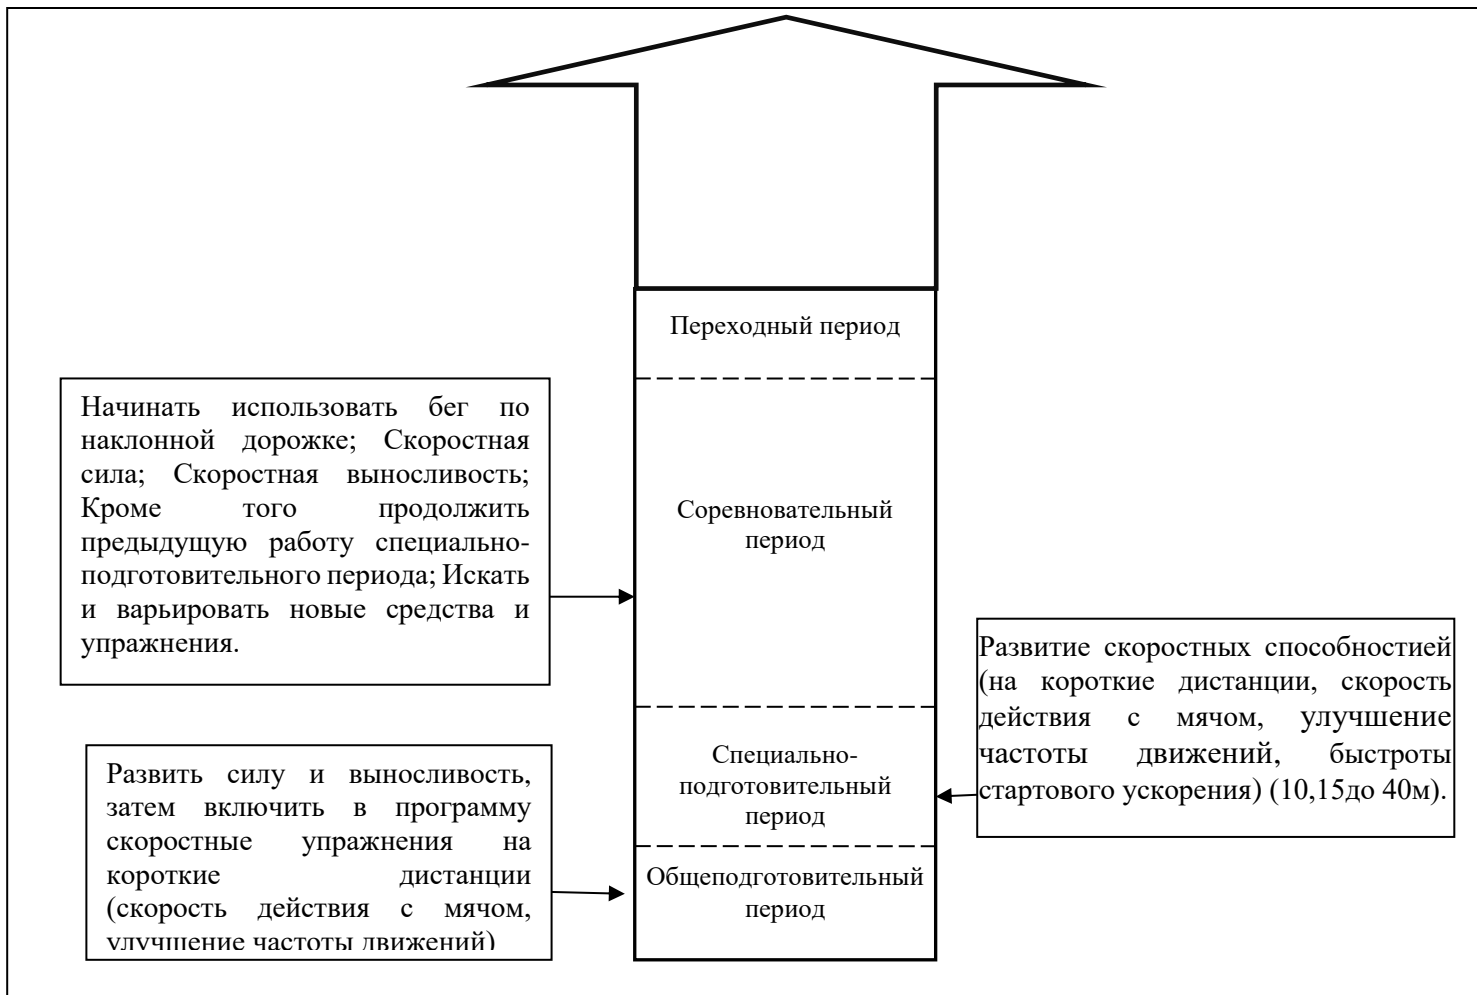 Переходный период
Начинать использовать бег по
наклонной дорожке; Скоростная
сила; Скоростная выносливость;
Кроме того продолжить
предыдущую работу специально-
подготовительного периода; Искать
и варьировать новые средства и
упражнения.
Соревновательный
период
Развитие скоростных способностией
(на короткие дистанции, скорость
действия с мячом, улучшение
частоты движений, быстроты
стартового ускорения) (10,15до 40м).
Специально-
подготовительный
период
Развить силу и выносливость,
затем включить в программу
скоростные упражнения на
короткие дистанции
(скорость действия с мячом,
улучшение частоты движений)
Общеподготовительный
период